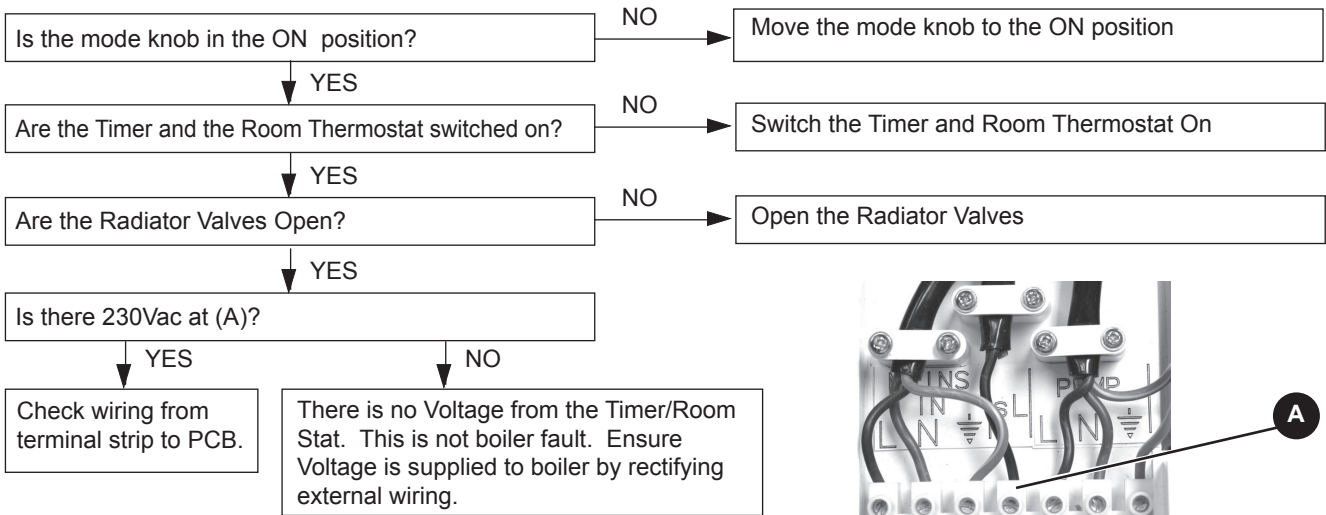 Is the mode knob in the ON position?
NO
Move the mode knob to the ON position
YES
Are the Timer and the Room Thermostat switched on?
NO
Switch the Timer and Room Thermostat On
YES
Are the Radiator Valves Open?
NO
Open the Radiator Valves
YES
Is there 230Vac at (A)?
YES
NO
Check wiring from
terminal strip to PCB.
There is no Voltage from the Timer/Room
Stat. This is not boiler fault. Ensure
Voltage is supplied to boiler by rectifying
external wiring.
IN
L N
L N
A